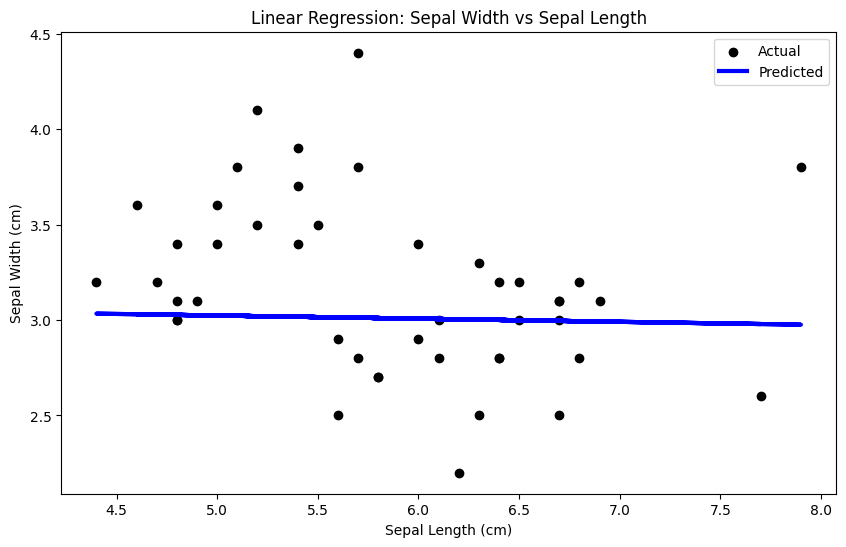 Linear Regression: Sepal Width vs Sepal Length
Actual
Predicted
4.5
4.0
3.5
3.0
2.5
Sepal Width (cm)
4.5
5.0
5.5
6.0
6.5
7.0
7.5
8.0
Sepal Length (cm)